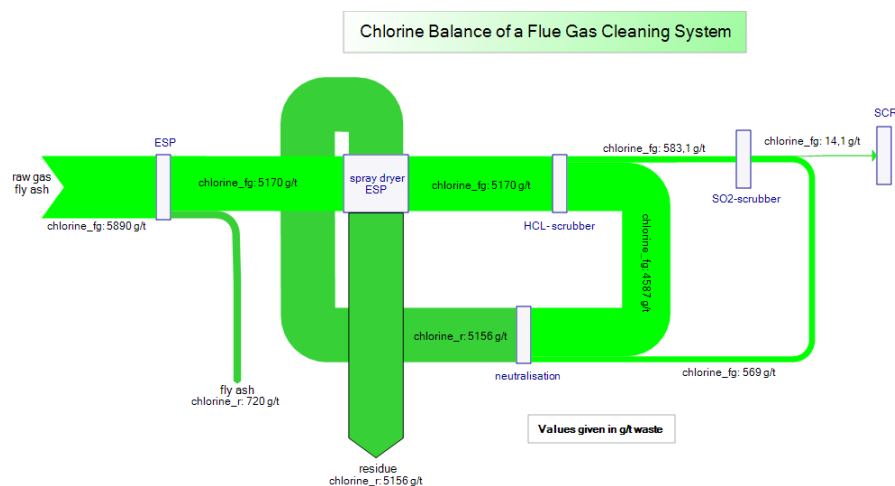 Chlorine Balance of a Flue Gas Cleaning System
SCR
ESP
chlorine_fg: 14,1 g/t
chlorine_fg: 583,1 g/t
raw gas
fly ash
chlorine_fg: 5170 g/t
spray dryer
ESP
chlorine_fg: 5170 g/t
SO2-scrubber
chlorine_fg: 5890 g/t
HCL-scrubber
chlorine_fg: 4587 g/t
chlorine_r: 5156 g/t
neutralisation
chlorine_fg: 569 g/t
fly ash
chlorine_r: 720 g/t
Values given in g/t waste
residue
chlorine_r: 5156 g/t